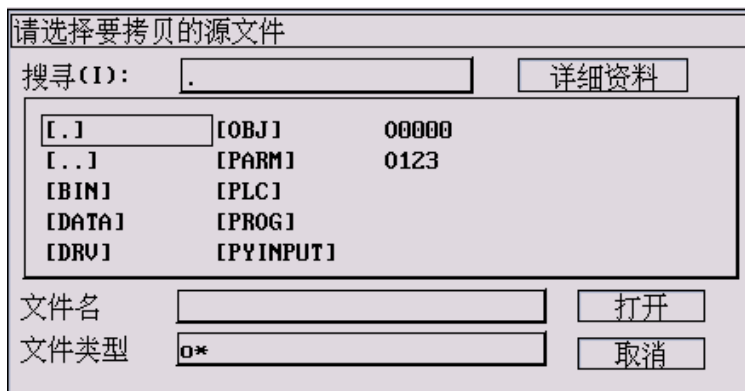 请选择要拷贝的源文件
搜寻(I): . 详细资料
[.] [OBJ] O0000
[..] [PARM] O123
[BIN] [PLC]
[DATA] [PROG]
[DRV] [PYINPUT]
文件名 打开
文件类型 o* 取消